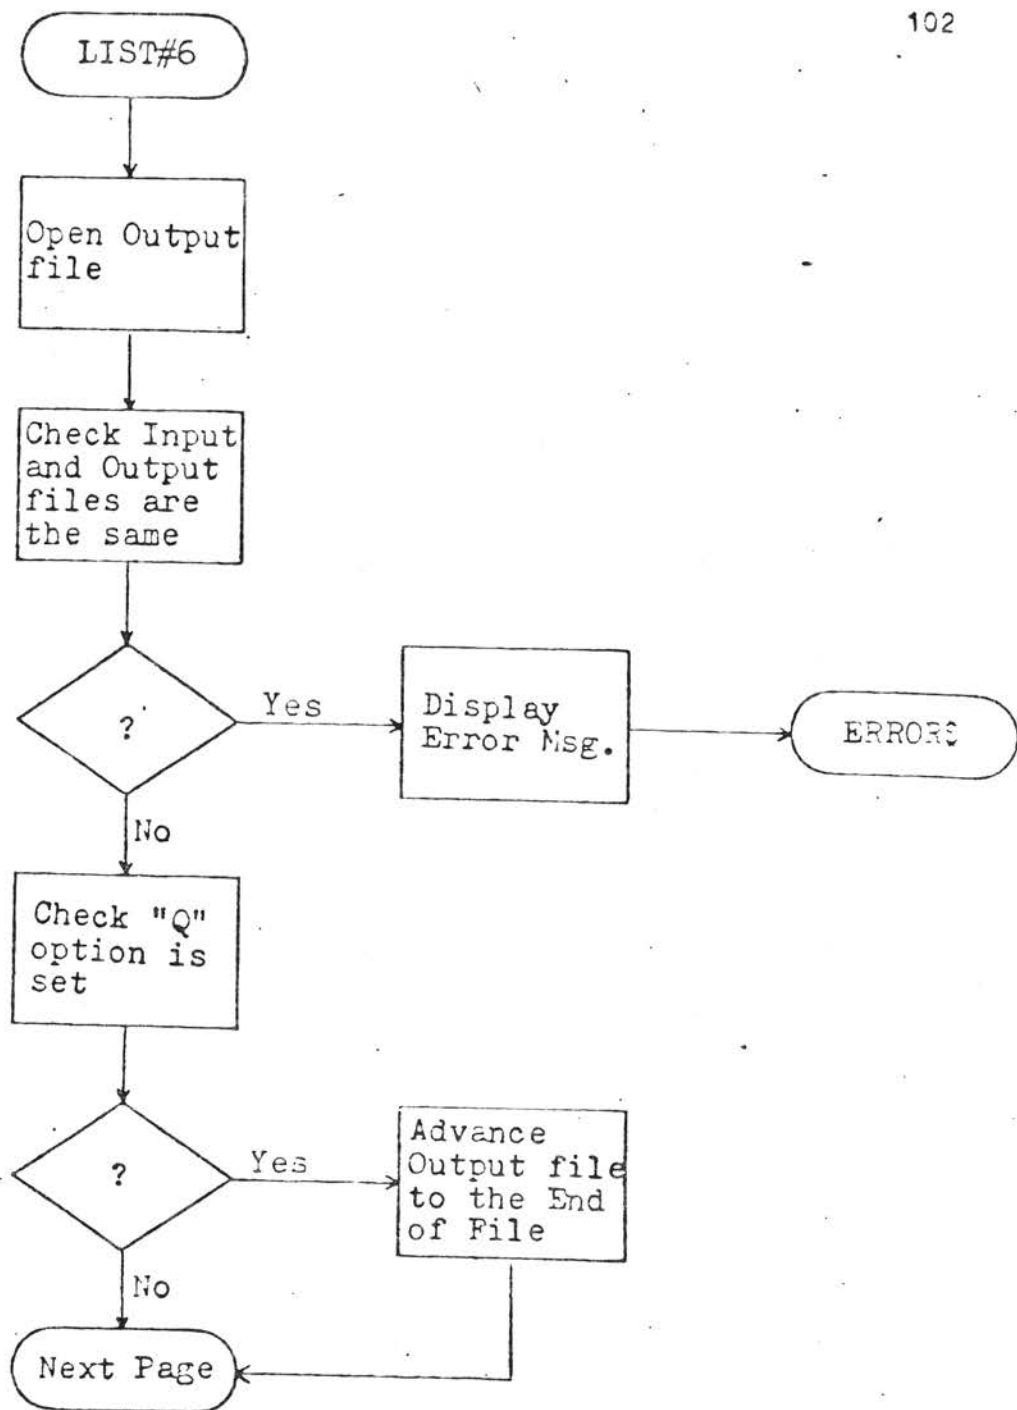 102
LIST#6
Open Output
file
Check Input
and Output
files are
the same
?
Yes
Display
Error Msg.
No
Check "Q"
option is
set
?
Yes
Advance
Output file
to the End
of File
No
Next Page